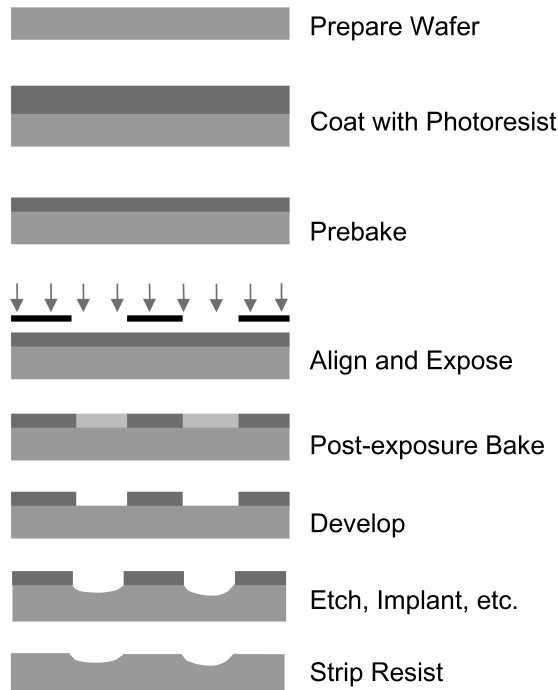 Prepare Wafer
Coat with Photoresist
Prebake
Align and Expose
Post-exposure Bake
Develop
Etch, Implant, etc.
Strip Resist